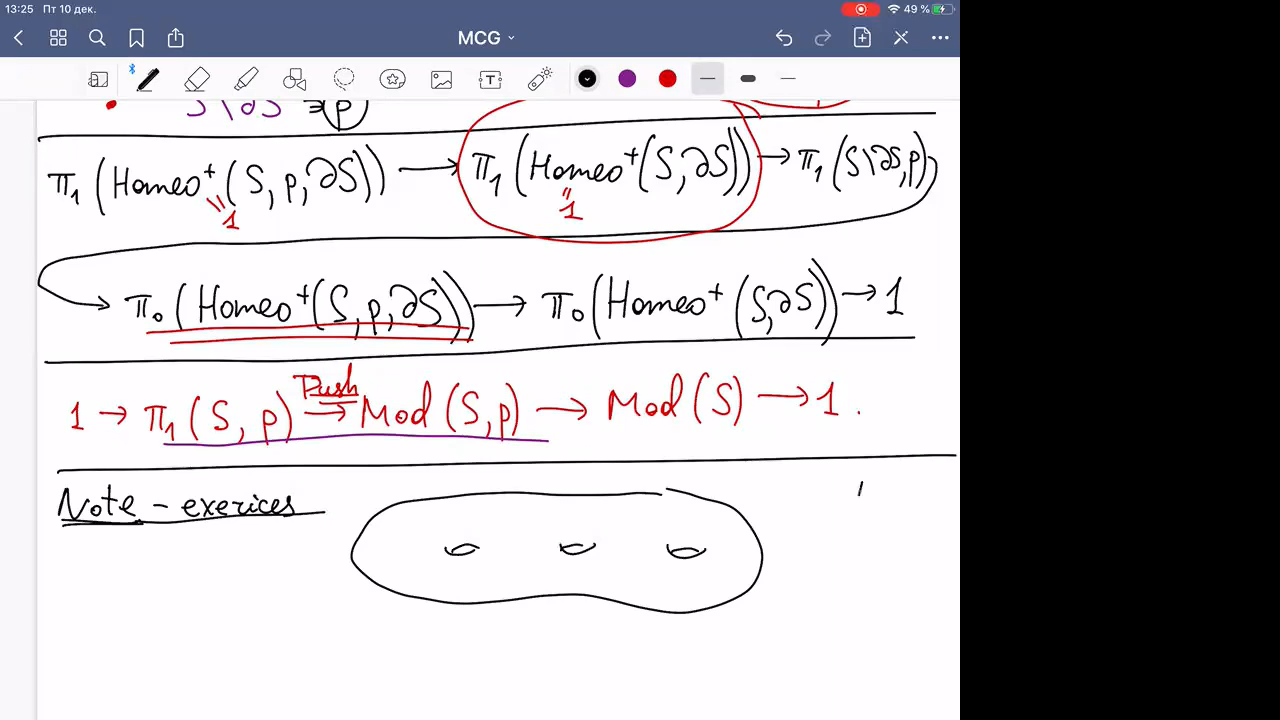 13:25 Пт 10 дек. 49 %
MCG
S\∂S ∋ p
π₁(Homeo⁺(S, p, ∂S)) → π₁(Homeo⁺(S, ∂S)) → π₁(S\∂S, p)
1 1
→ π₀(Homeo⁺(S, p, ∂S)) → π₀(Homeo⁺(S, ∂S)) → 1
Push
1 → π₁(S, p) → Mod(S, p) → Mod(S) → 1.
Note - exerices